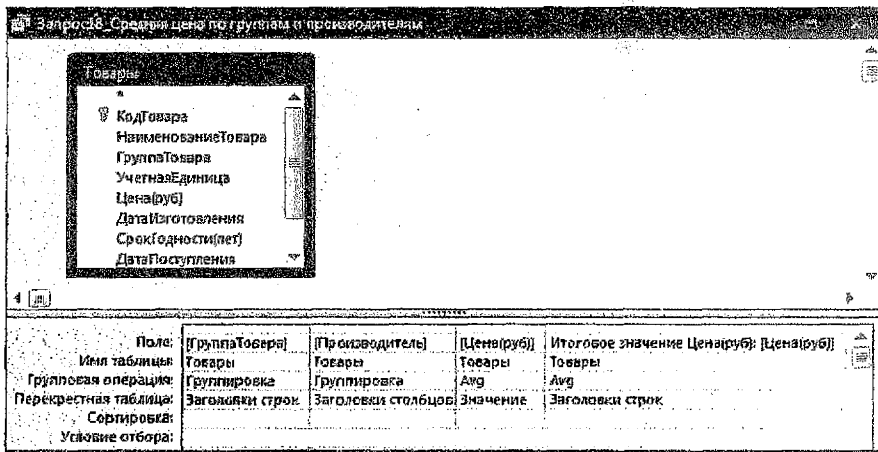 Запрос18_Средняя цена по группам и производителям
Товары
*
КодТовара
НаименованиеТовара
ГруппаТовара
УчетнаяЕдиница
Цена(руб)
ДатаИзготовления
СрокГодности(лет)
ДатаПоступления
Поле: [ГруппаТовара] [Производитель] [Цена(руб)] Итоговое значение Цена(руб): [Цена(руб)]
Имя таблицы: Товары Товары Товары Товары
Групповая операция: Группировка Группировка Avg Avg
Перекрестная таблица: Заголовки строк Заголовки столбцов Значение Заголовки строк
Сортировка:
Условие отбора: